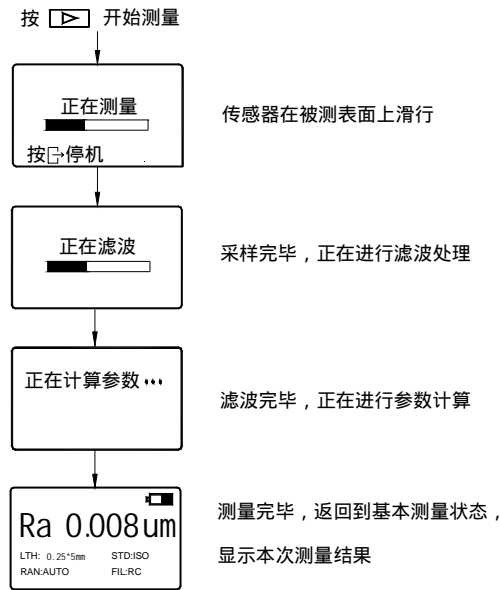 按 开始测量
正在测量
按 停机
传感器在被测表面上滑行
正在滤波
采样完毕，正在进行滤波处理
正在计算参数...
滤波完毕，正在进行参数计算
Ra 0.008um
LTH: 0.25*5mm STD:ISO
RAN:AUTO FIL:RC
测量完毕，返回到基本测量状态，
显示本次测量结果